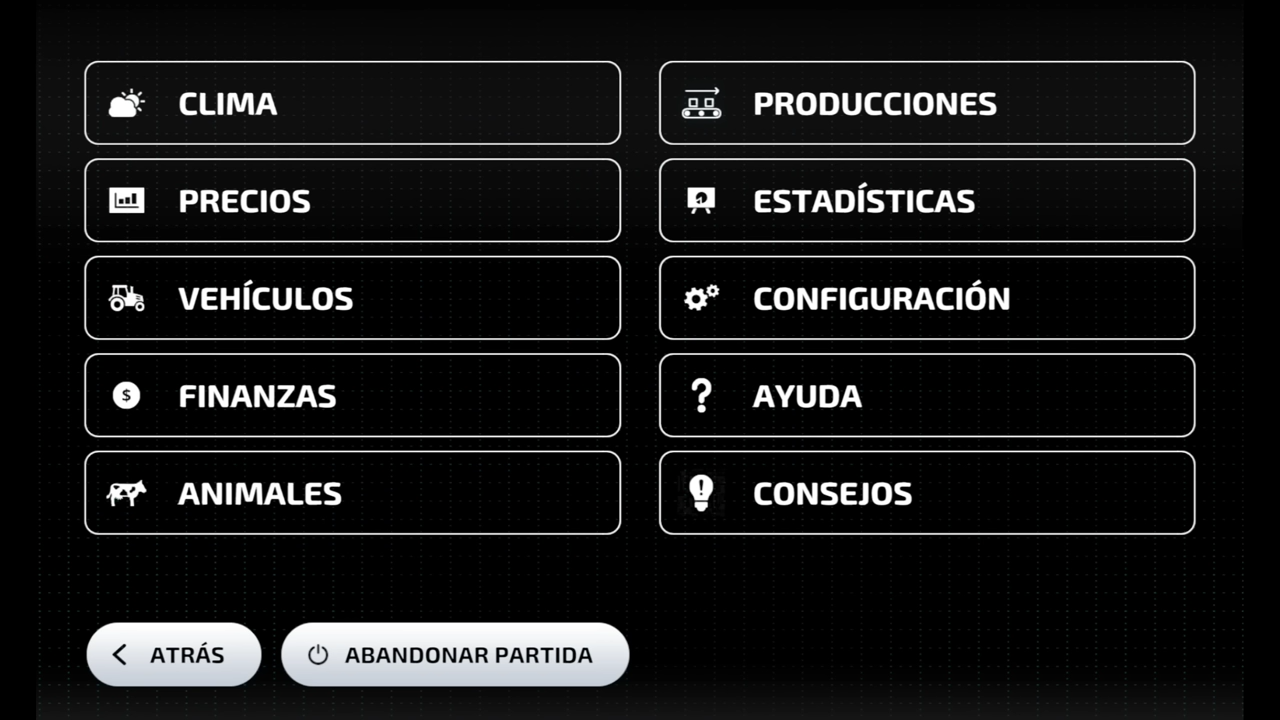 CLIMA
PRECIOS
VEHÍCULOS
FINANZAS
ANIMALES
PRODUCCIONES
ESTADÍSTICAS
CONFIGURACIÓN
AYUDA
CONSEJOS
ATRÁS
ABANDONAR PARTIDA